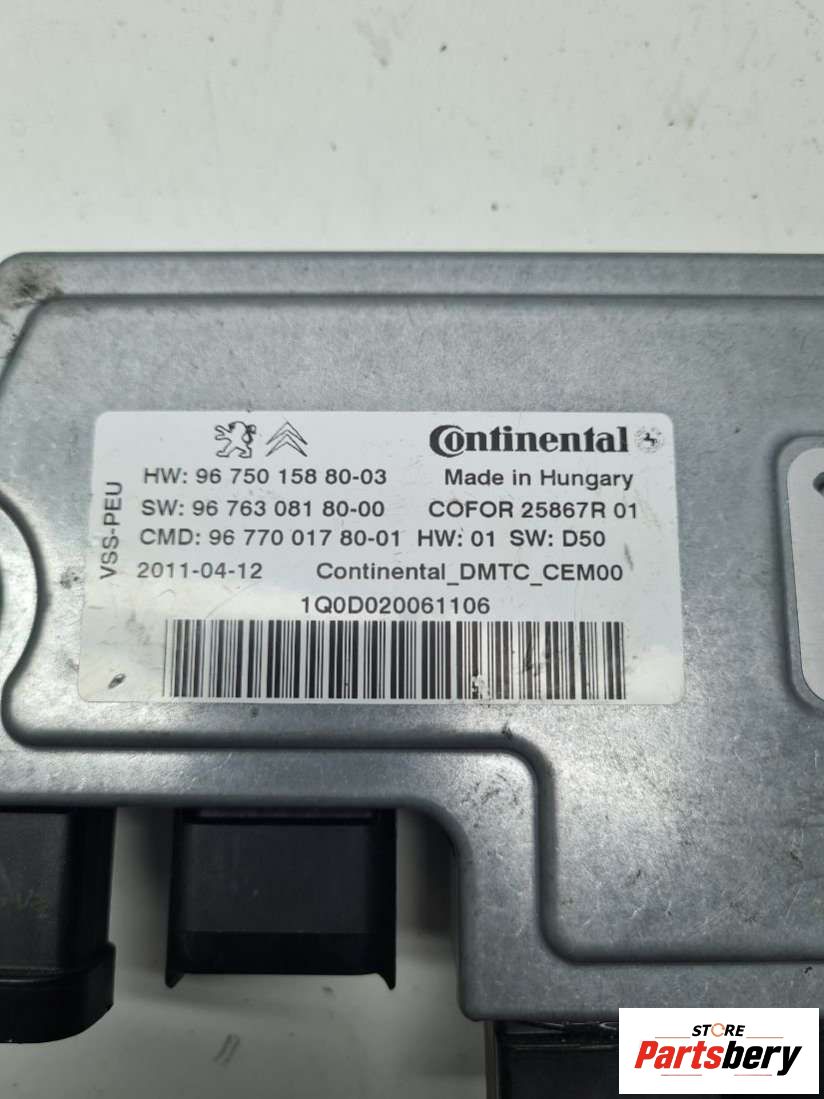 Continental
HW: 96 750 158 80-03 Made in Hungary
SW: 96 763 081 80-00 COFOR 25867R 01
CMD: 96 770 017 80-01 HW: 01 SW: D50
2011-04-12 Continental_DMTC_CEM00
1Q0D020061106
VSS-PEU
STORE
Partsbery